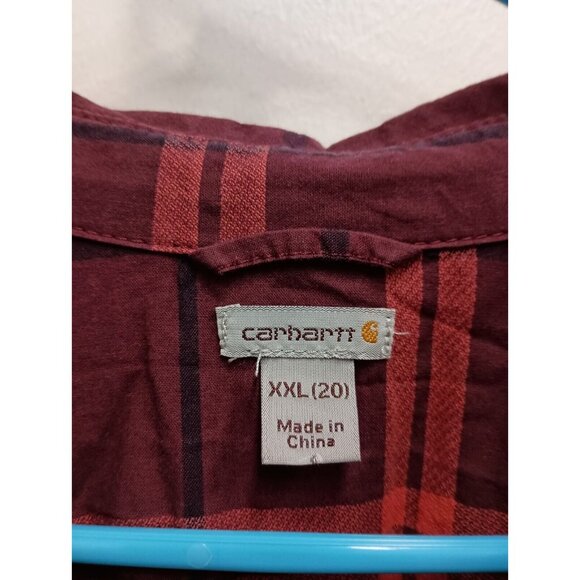 carhartt
XXL(20)
Made in
China